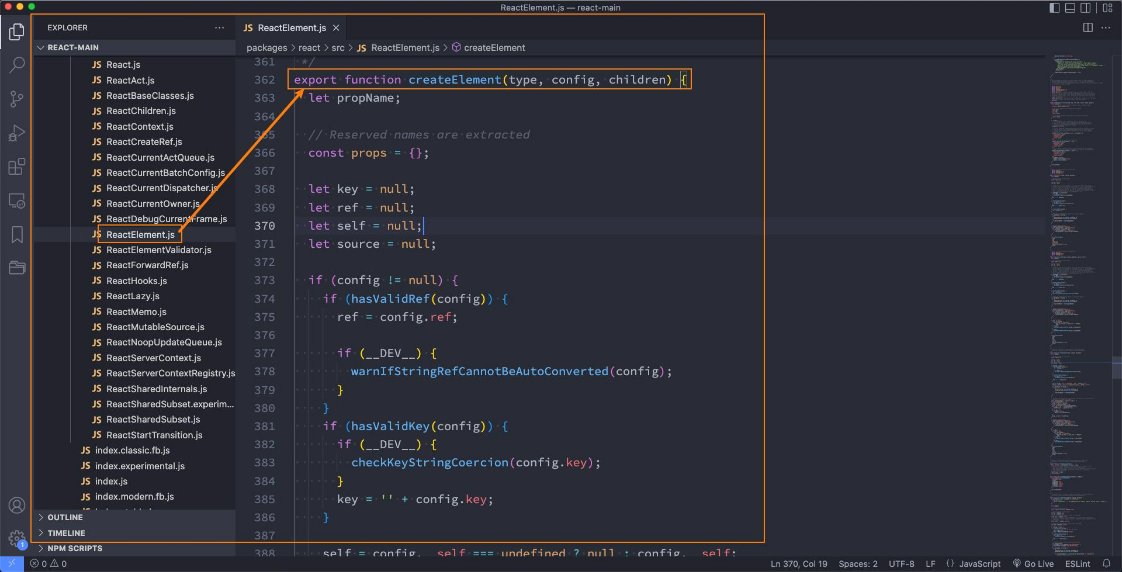 ReactElement.js — react-main
EXPLORER
REACT-MAIN
JS React.js
JS ReactAct.js
JS ReactBaseClasses.js
JS ReactChildren.js
JS ReactContext.js
JS ReactCreateRef.js
JS ReactCurrentActQueue.js
JS ReactCurrentBatchConfig.js
JS ReactCurrentDispatcher.js
JS ReactCurrentOwner.js
JS ReactDebugCurrentFrame.js
JS ReactElement.js
JS ReactElementValidator.js
JS ReactForwardRef.js
JS ReactHooks.js
JS ReactLazy.js
JS ReactMemo.js
JS ReactMutableSource.js
JS ReactNoopUpdateQueue.js
JS ReactServerContext.js
JS ReactServerContextRegistry.js
JS ReactSharedInternals.js
JS ReactSharedSubset.experim...
JS ReactSharedSubset.js
JS ReactStartTransition.js
JS index.classic.fb.js
JS index.experimental.js
JS index.js
JS index.modern.fb.js
OUTLINE
TIMELINE
NPM SCRIPTS
JS ReactElement.js
packages > react > src > JS ReactElement.js > createElement
361 */
362 export function createElement(type, config, children) {
363 let propName;
364
365 // Reserved names are extracted
366 const props = {};
367
368 let key = null;
369 let ref = null;
370 let self = null;
371 let source = null;
372
373 if (config != null) {
374 if (hasValidRef(config)) {
375 ref = config.ref;
376
377 if (__DEV__) {
378 warnIfStringRefCannotBeAutoConverted(config);
379 }
380 }
381 if (hasValidKey(config)) {
382 if (__DEV__) {
383 checkKeyStringCoercion(config.key);
384 }
385 key = '' + config.key;
386 }
387
388 self = config.__self === undefined ? null : config.__self;
1
0 0
Ln 370, Col 19 Spaces: 2 UTF-8 LF {} JavaScript Go Live ESLint